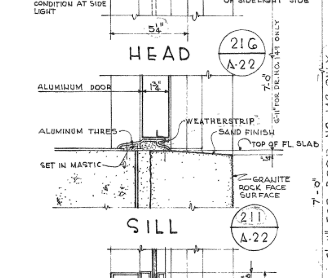 CONDITION AT SIDE
LIGHT
OF SIDELIGHT SIDE
5¼"
HEAD
216
A-22
ALUMINUM DOOR
1¾"
7'-0"
6'-11" FOR DR. NO. 149 ONLY
WEATHERSTRIP
ALUMINUM THRES.
SAND FINISH
TOP OF FL. SLAB
SET IN MASTIC
GRANITE
ROCK FACE
SURFACE
7'-0"
SILL
211
A-22